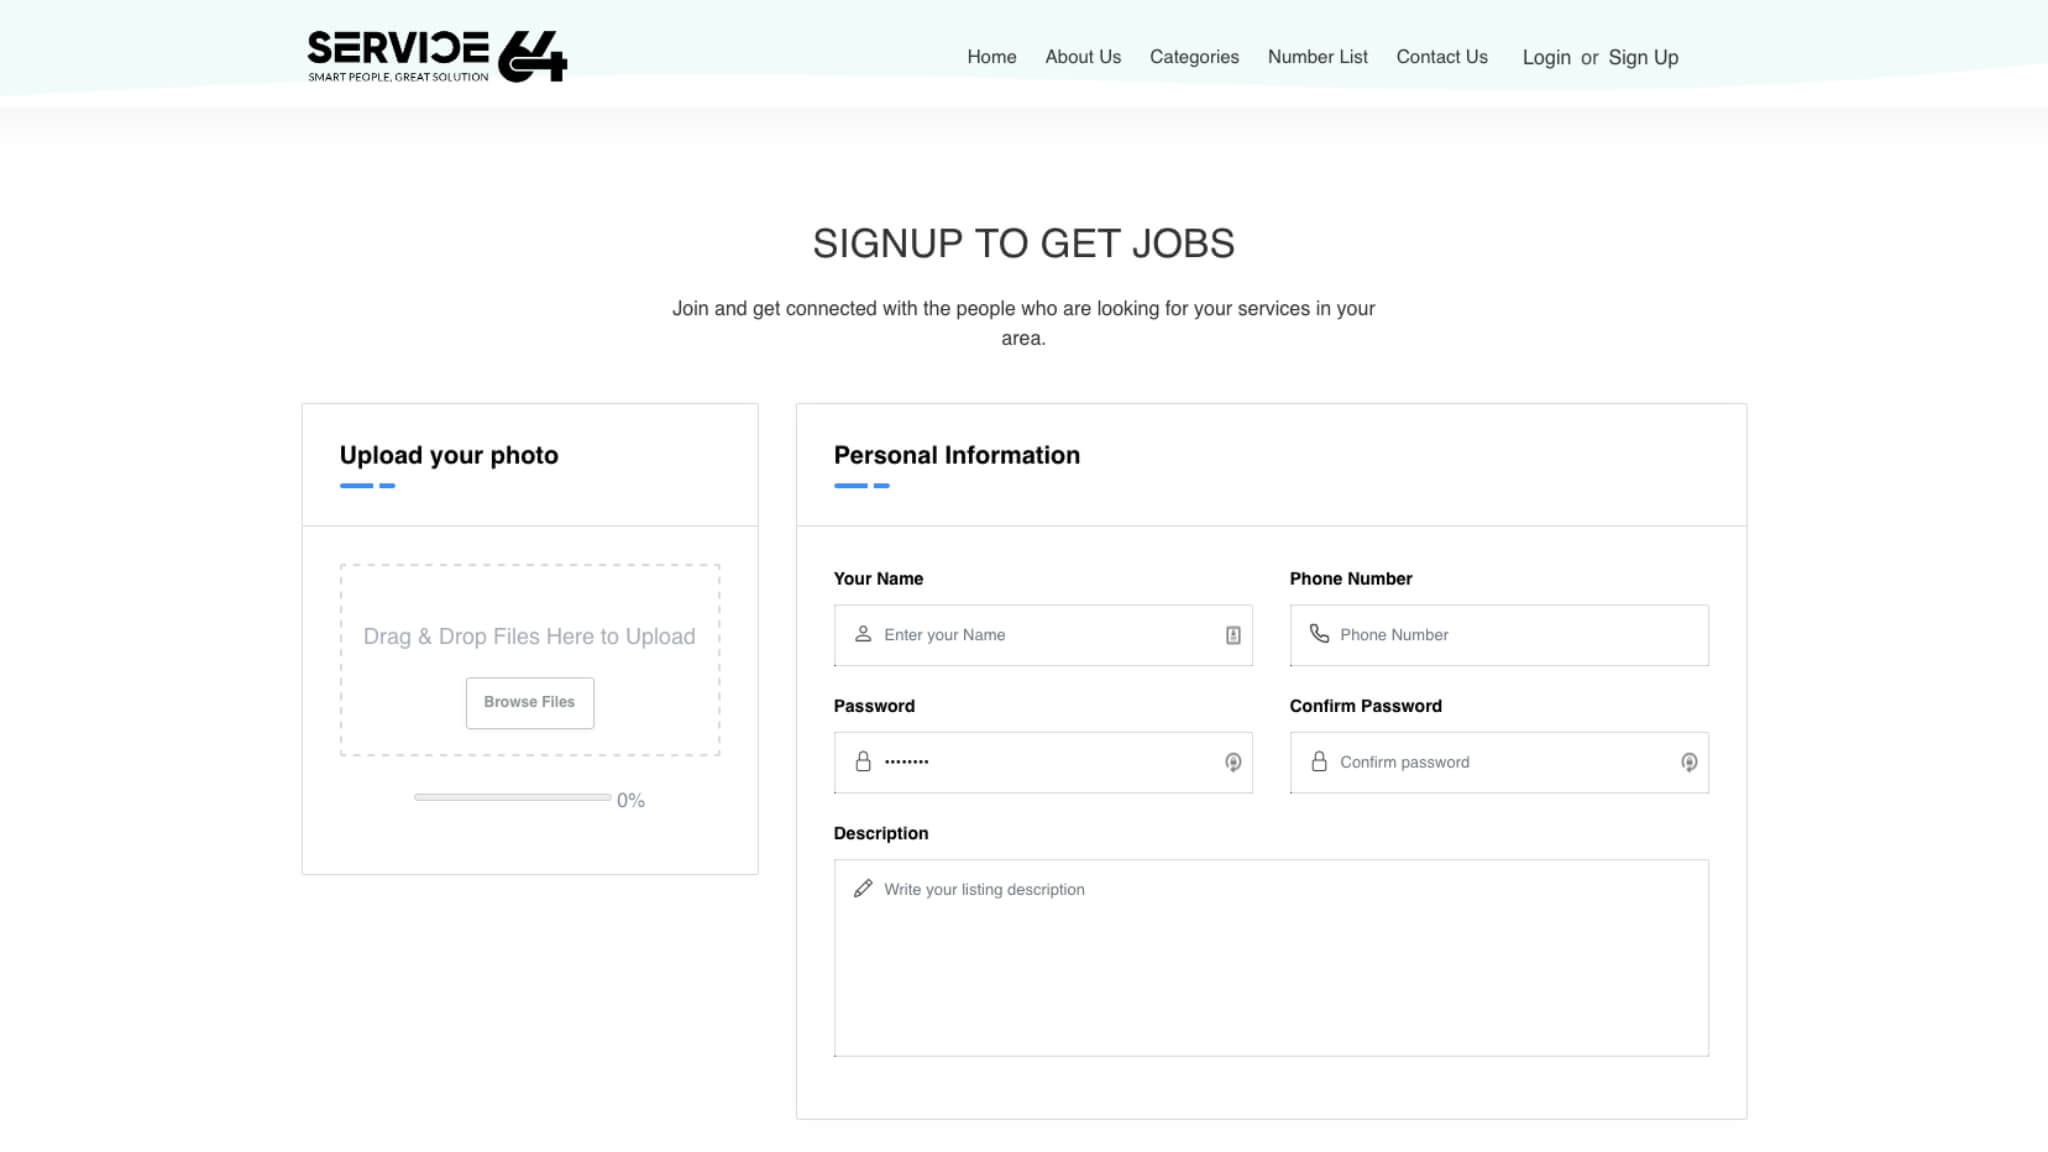 SERVICE 64
SMART PEOPLE, GREAT SOLUTION
Home About Us Categories Number List Contact Us Login or Sign Up
SIGNUP TO GET JOBS
Join and get connected with the people who are looking for your services in your
area.
Upload your photo
Drag & Drop Files Here to Upload
Browse Files
0%
Personal Information
Your Name
Enter your Name
Phone Number
Phone Number
Password
········
Confirm Password
Confirm password
Description
Write your listing description